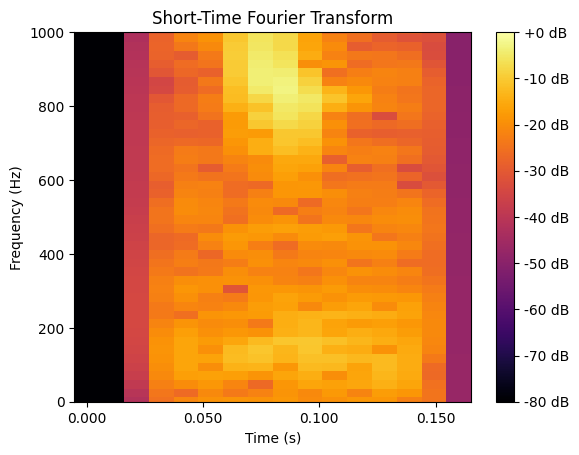 Short-Time Fourier Transform
1000
800
600
400
200
0
Frequency (Hz)
0.000
0.050
0.100
0.150
Time (s)
+0 dB
-10 dB
-20 dB
-30 dB
-40 dB
-50 dB
-60 dB
-70 dB
-80 dB